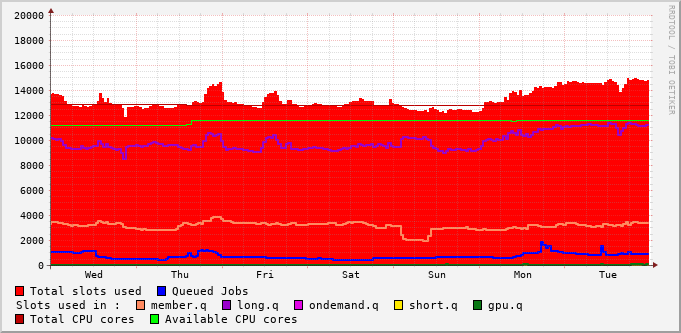 20000
18000
16000
14000
12000
10000
8000
6000
4000
2000
0
Wed Thu Fri Sat Sun Mon Tue
RRDTOOL / TOBI OETIKER
Total slots used Queued Jobs
Slots used in : member.q long.q ondemand.q short.q gpu.q
Total CPU cores Available CPU cores